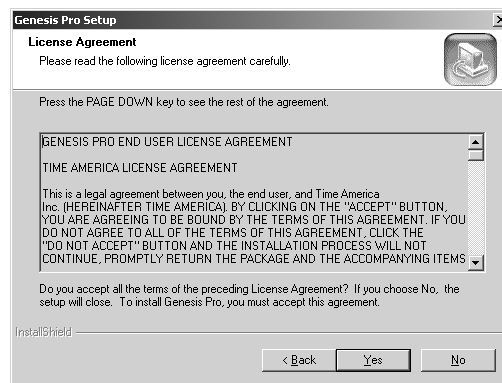 Genesis Pro Setup
License Agreement
Please read the following license agreement carefully.
Press the PAGE DOWN key to see the rest of the agreement.
GENESIS PRO END USER LICENSE AGREEMENT
TIME AMERICA LICENSE AGREEMENT
This is a legal agreement between you, the end user, and Time America
Inc. (HEREINAFTER TIME AMERICA). BY CLICKING ON THE "ACCEPT" BUTTON,
YOU ARE AGREEING TO BE BOUND BY THE TERMS OF THIS AGREEMENT. IF YOU
DO NOT AGREE TO ALL OF THE TERMS OF THIS AGREEMENT, CLICK THE
"DO NOT ACCEPT" BUTTON AND THE INSTALLATION PROCESS WILL NOT
CONTINUE, PROMPTLY RETURN THE PACKAGE AND THE ACCOMPANYING ITEMS
Do you accept all the terms of the preceding License Agreement? If you choose No, the
setup will close. To install Genesis Pro, you must accept this agreement.
InstallShield
< Back
Yes
No